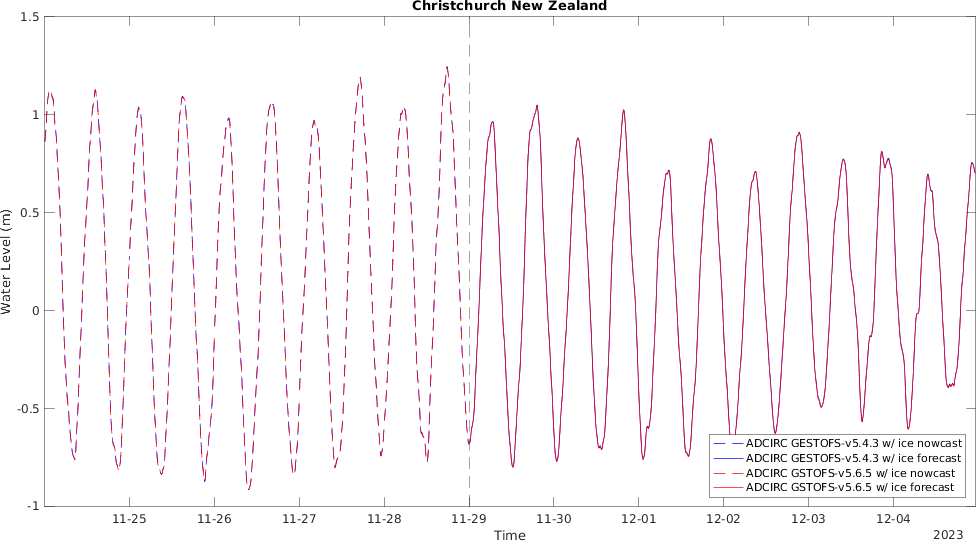 Christchurch New Zealand
1.5
1
0.5
0
-0.5
-1
Water Level (m)
11-25
11-26
11-27
11-28
11-29
11-30
12-01
12-02
12-03
12-04
Time
2023
ADCIRC GESTOFS-v5.4.3 w/ ice nowcast
ADCIRC GESTOFS-v5.4.3 w/ ice forecast
ADCIRC GSTOFS-v5.6.5 w/ ice nowcast
ADCIRC GSTOFS-v5.6.5 w/ ice forecast